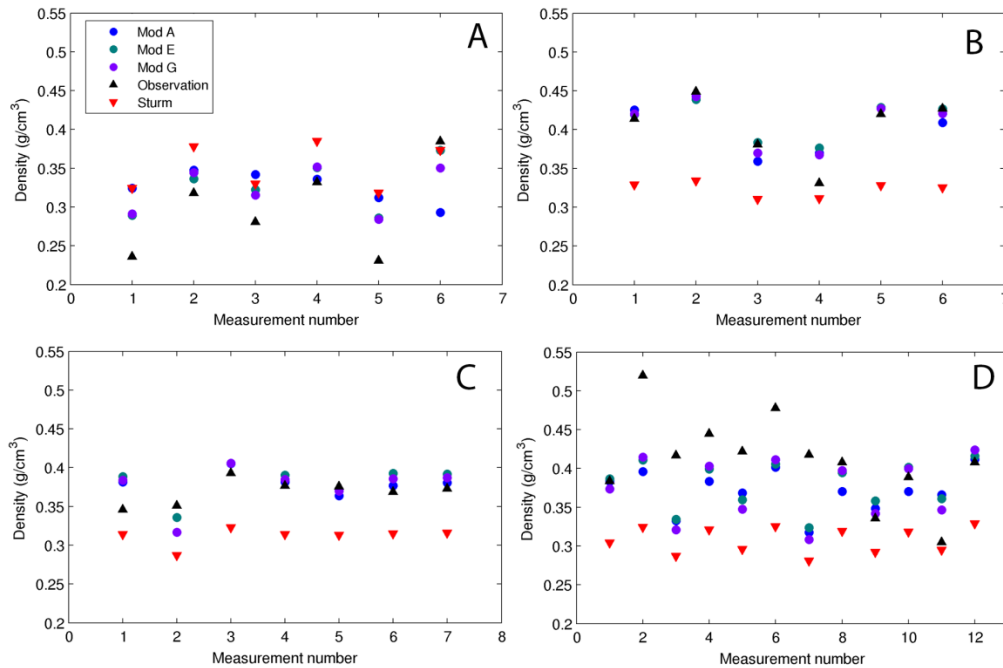 A
Mod A
Mod E
Mod G
Observation
Sturm
Density (g/cm³)
0.55
0.5
0.45
0.4
0.35
0.3
0.25
0.2
0 1 2 3 4 5 6 7
Measurement number
B
Density (g/cm³)
0.55
0.5
0.45
0.4
0.35
0.3
0.25
0.2
0 1 2 3 4 5 6 7
Measurement number
C
Density (g/cm³)
0.55
0.5
0.45
0.4
0.35
0.3
0.25
0.2
0 1 2 3 4 5 6 7 8
Measurement number
D
Density (g/cm³)
0.55
0.5
0.45
0.4
0.35
0.3
0.25
0.2
0 2 4 6 8 10 12
Measurement number